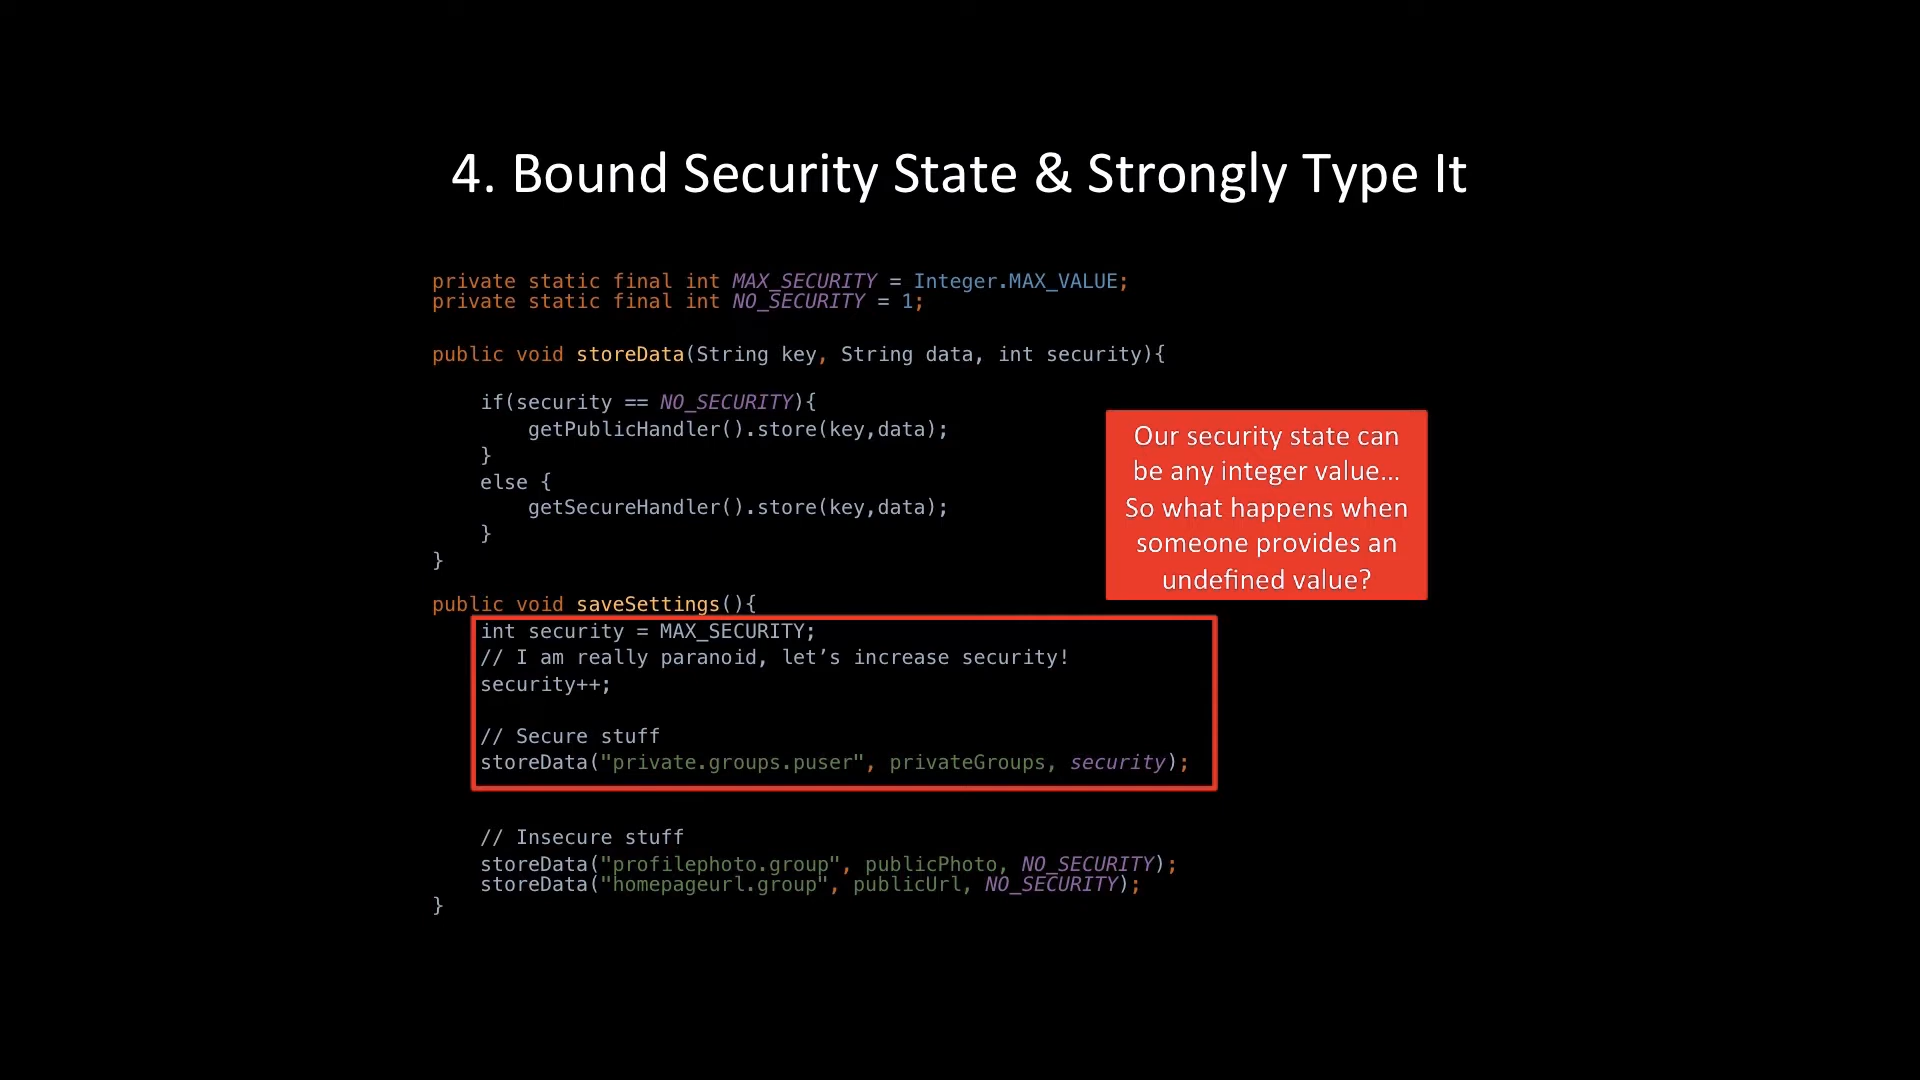 4. Bound Security State & Strongly Type It
private static final int MAX_SECURITY = Integer.MAX_VALUE;
private static final int NO_SECURITY = 1;
public void storeData(String key, String data, int security){
if(security == NO_SECURITY){
getPublicHandler().store(key,data);
}
else {
getSecureHandler().store(key,data);
}
}
Our security state can
be any integer value...
So what happens when
someone provides an
undefined value?
public void saveSettings(){
int security = MAX_SECURITY;
// I am really paranoid, let’s increase security!
security++;
// Secure stuff
storeData("private.groups.puser", privateGroups, security);
// Insecure stuff
storeData("profilephoto.group", publicPhoto, NO_SECURITY);
storeData("homepageurl.group", publicUrl, NO_SECURITY);
}